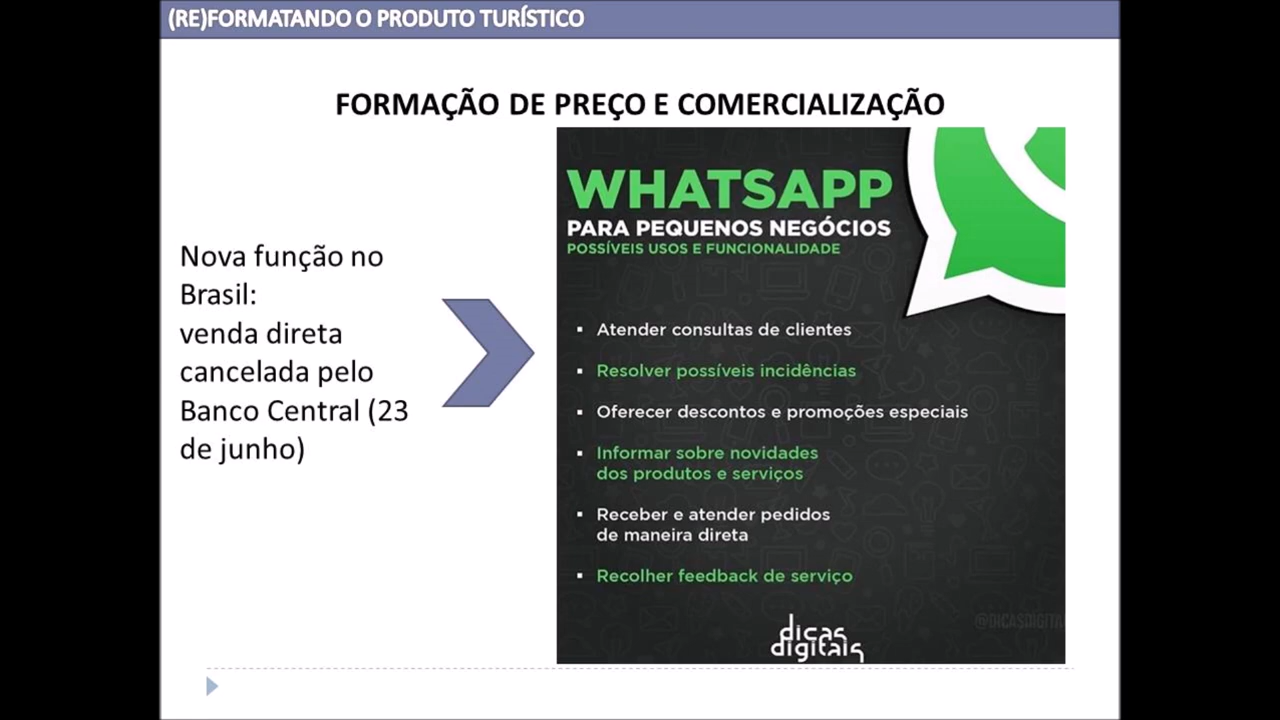 (RE)FORMATANDO O PRODUTO TURÍSTICO
FORMAÇÃO DE PREÇO E COMERCIALIZAÇÃO
Nova função no
Brasil:
venda direta
cancelada pelo
Banco Central (23
de junho)
WHATSAPP
PARA PEQUENOS NEGÓCIOS
POSSÍVEIS USOS E FUNCIONALIDADE
▪ Atender consultas de clientes
▪ Resolver possíveis incidências
▪ Oferecer descontos e promoções especiais
▪ Informar sobre novidades
dos produtos e serviços
▪ Receber e atender pedidos
de maneira direta
▪ Recolher feedback de serviço
dicas
digitais